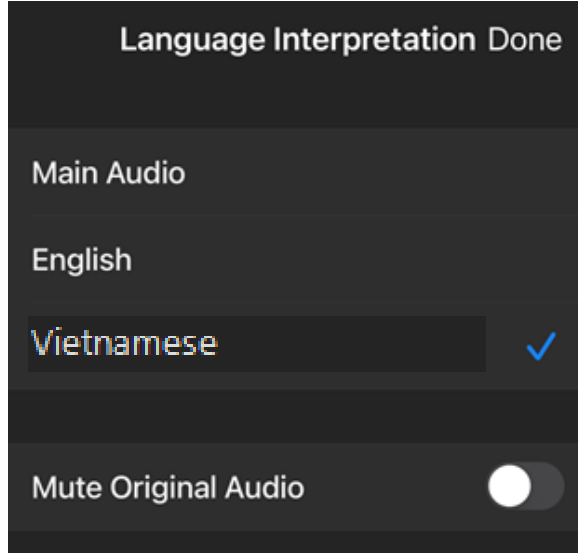 Language Interpretation Done
Main Audio
English
Vietnamese
Mute Original Audio